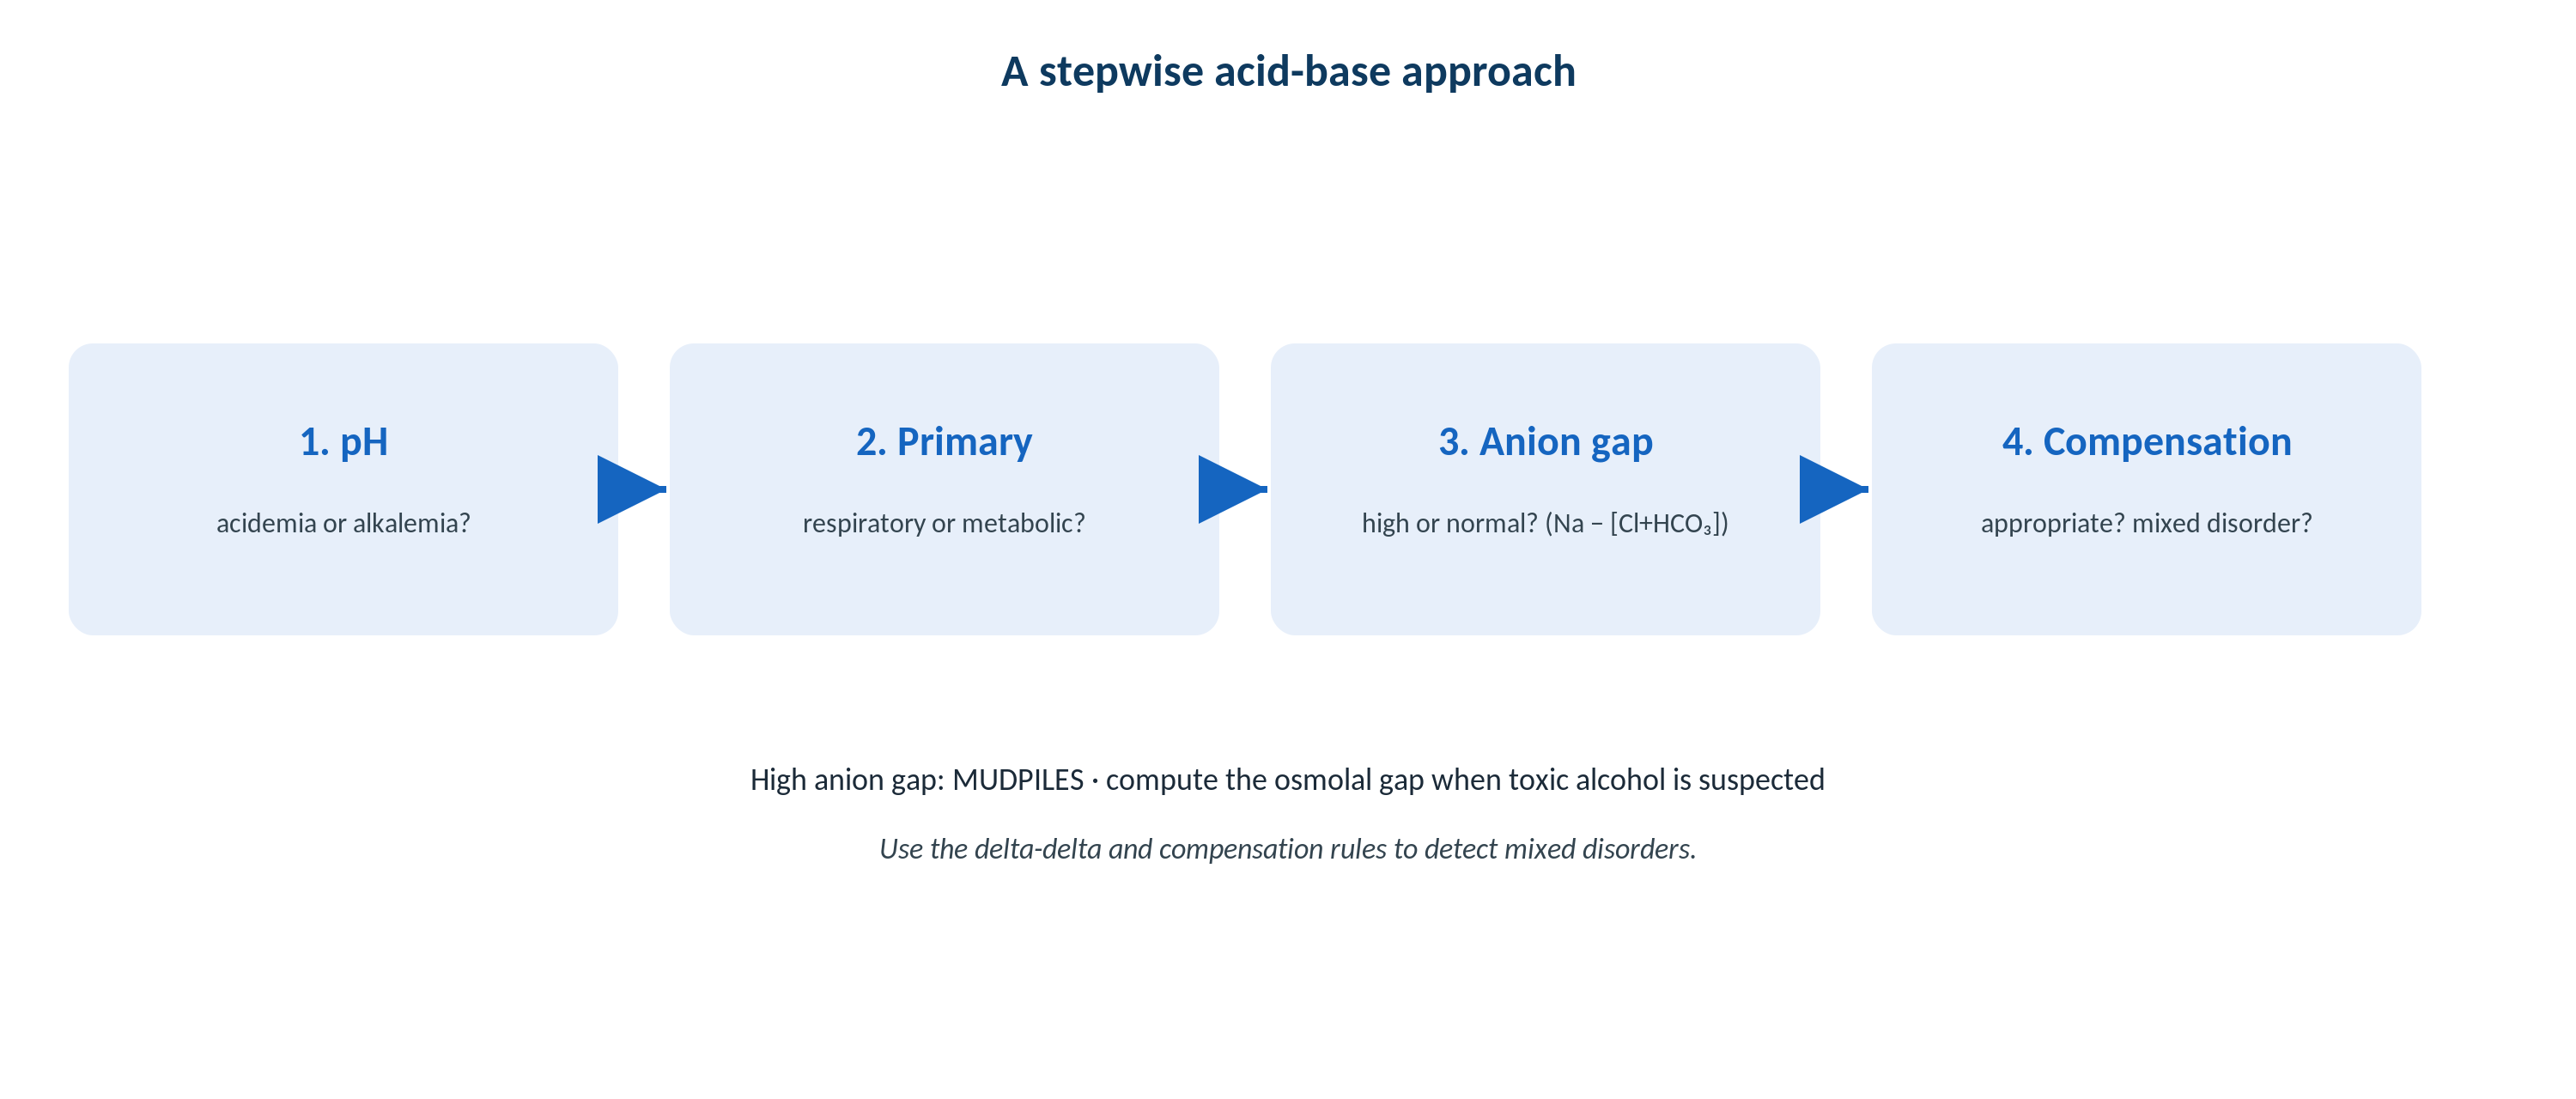 A stepwise acid-base approach
1. pH
acidemia or alkalemia?
2. Primary
respiratory or metabolic?
3. Anion gap
high or normal? (Na − [Cl+HCO₃])
4. Compensation
appropriate? mixed disorder?
High anion gap: MUDPILES · compute the osmolal gap when toxic alcohol is suspected
Use the delta-delta and compensation rules to detect mixed disorders.